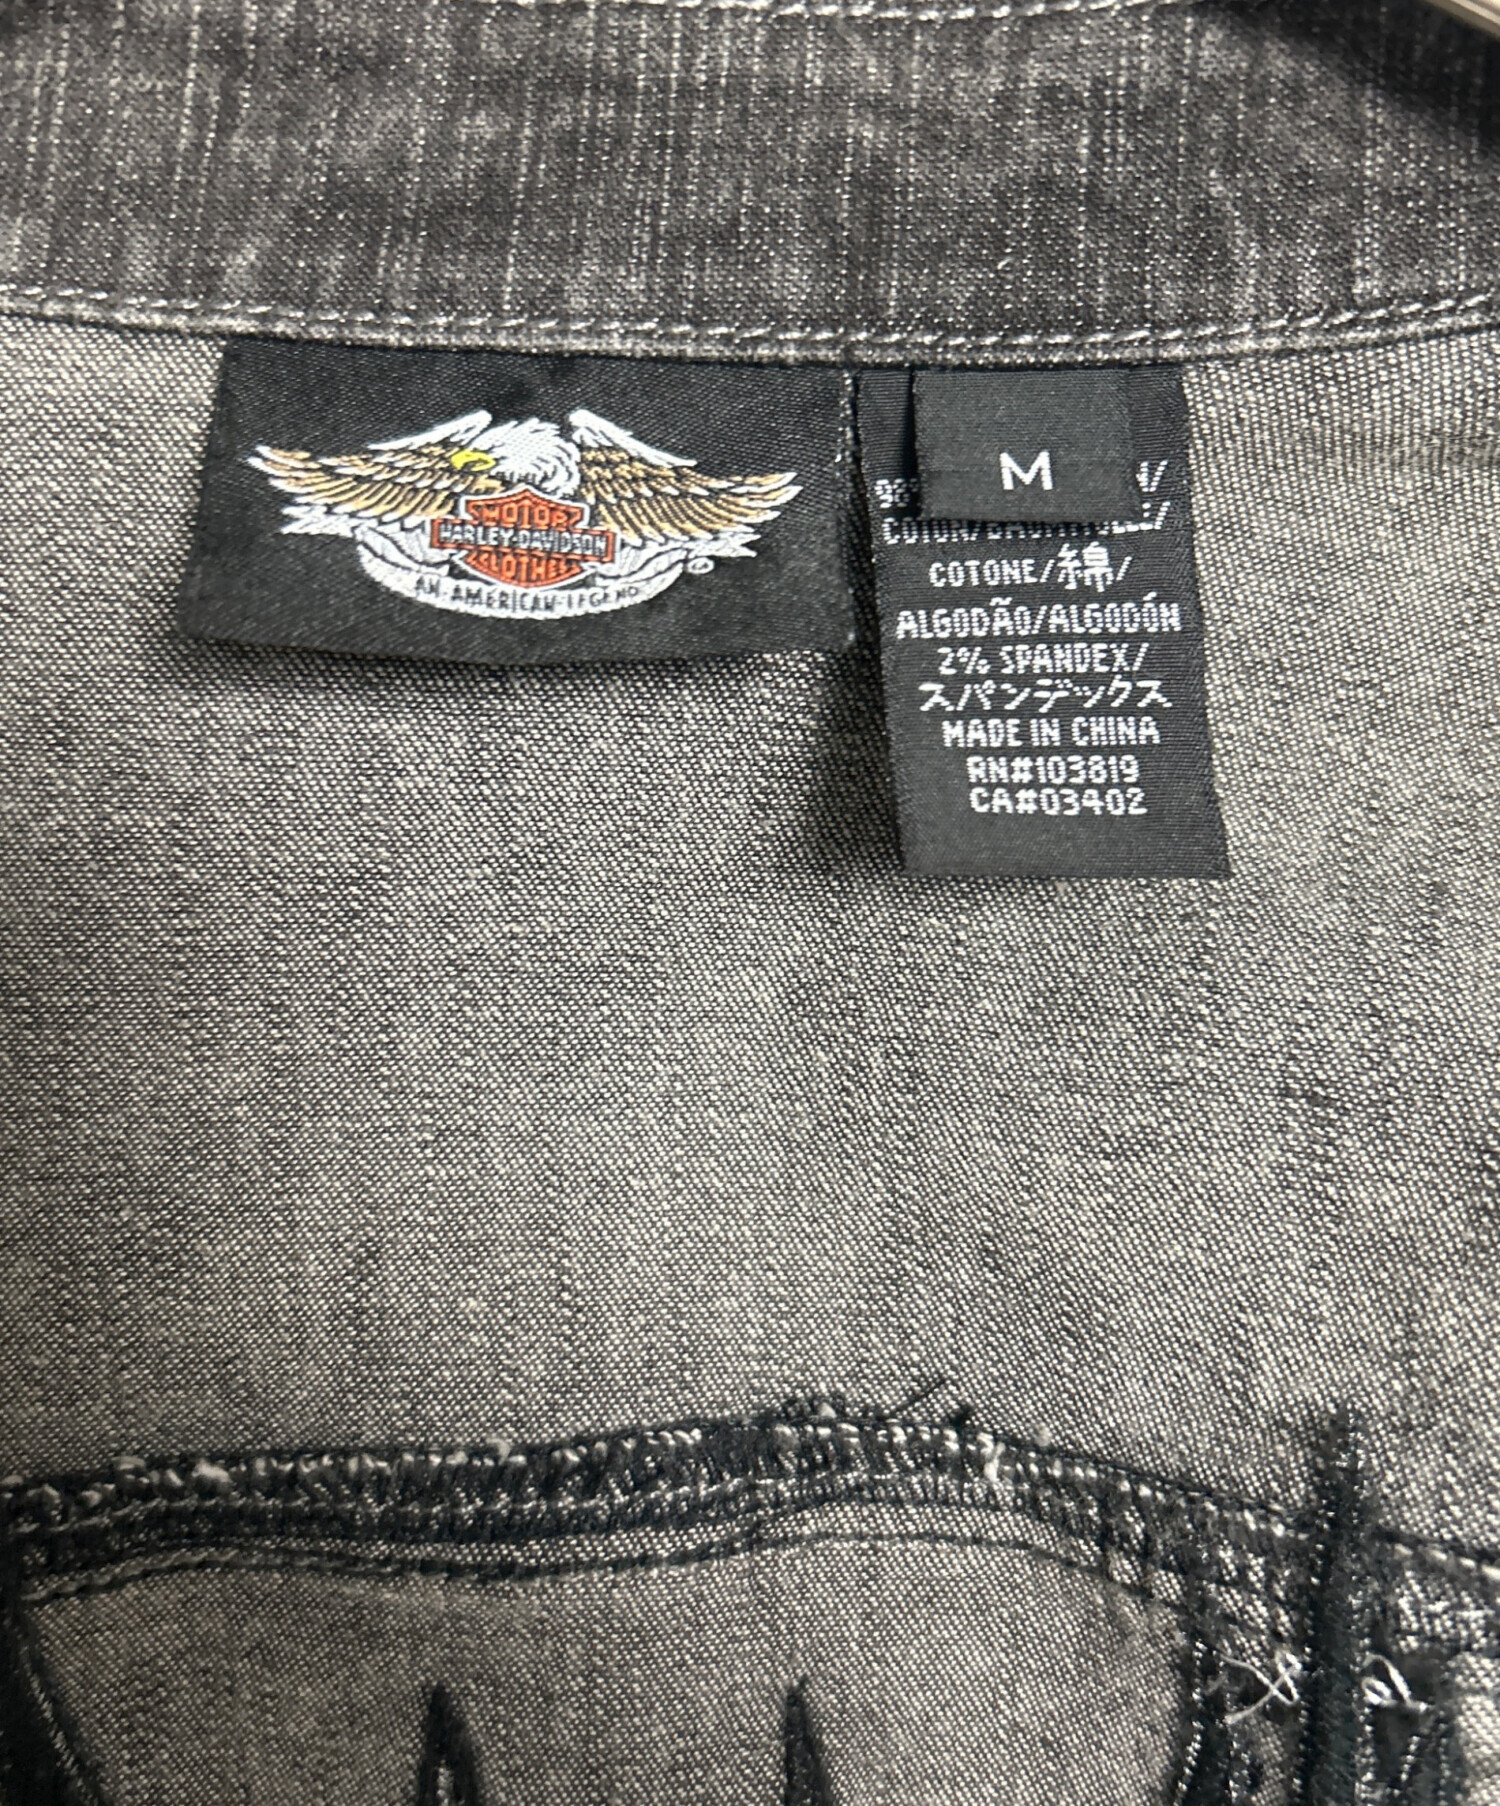 MOTOR
HARLEY-DAVIDSON
CLOTHES
AN AMERICAN LEGEND
®
M
COTONE/綿/
ALGODÃO/ALGODÓN
2% SPANDEX/
スパンデックス
MADE IN CHINA
RN#103819
CA#03402